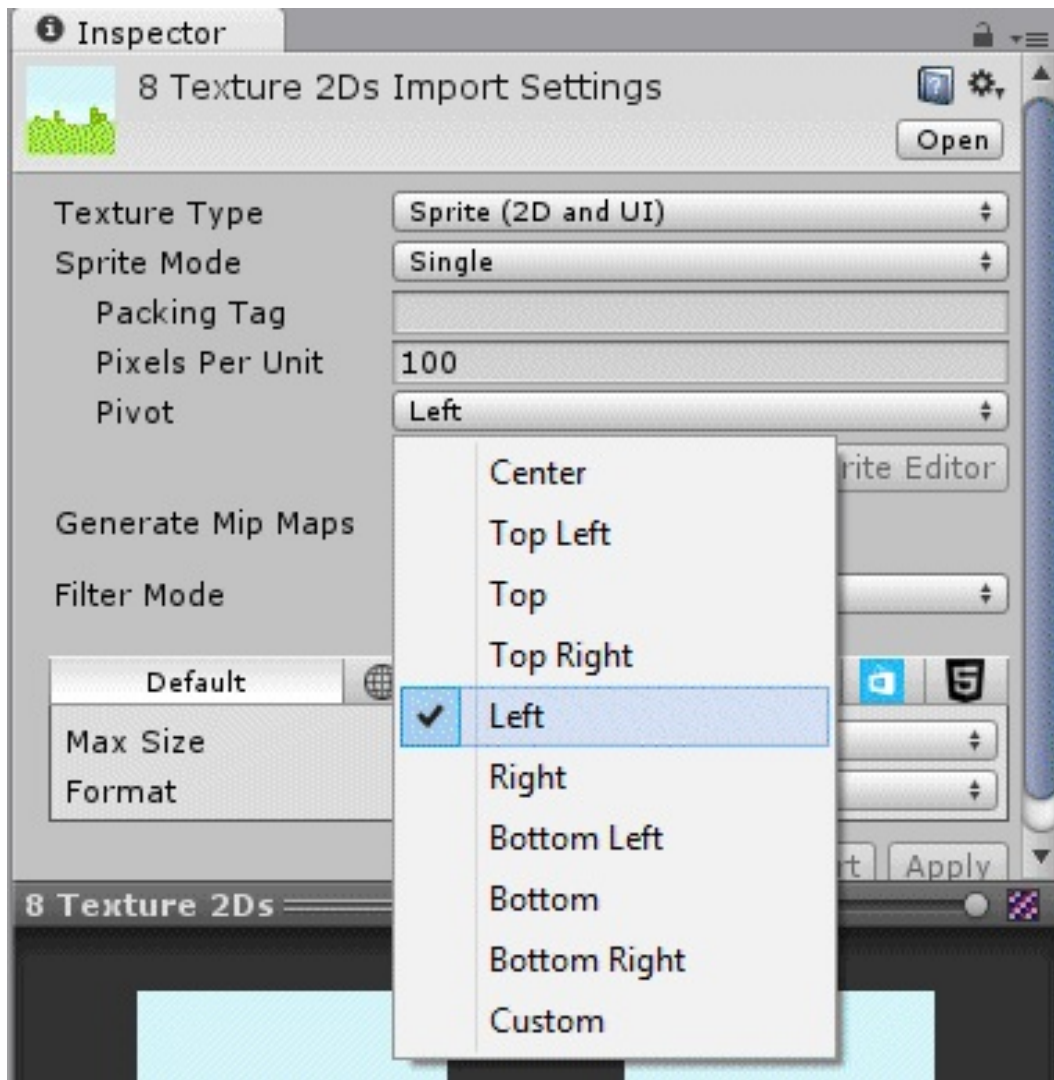 Inspector
8 Texture 2Ds Import Settings
Open
Texture Type Sprite (2D and UI)
Sprite Mode Single
Packing Tag
Pixels Per Unit 100
Pivot Left
Center
rite Editor
Top Left
Generate Mip Maps
Top
Filter Mode
Top Right
Default
Left
Max Size
Right
Format
Bottom Left
rt Apply
Bottom
8 Texture 2Ds
Bottom Right
Custom